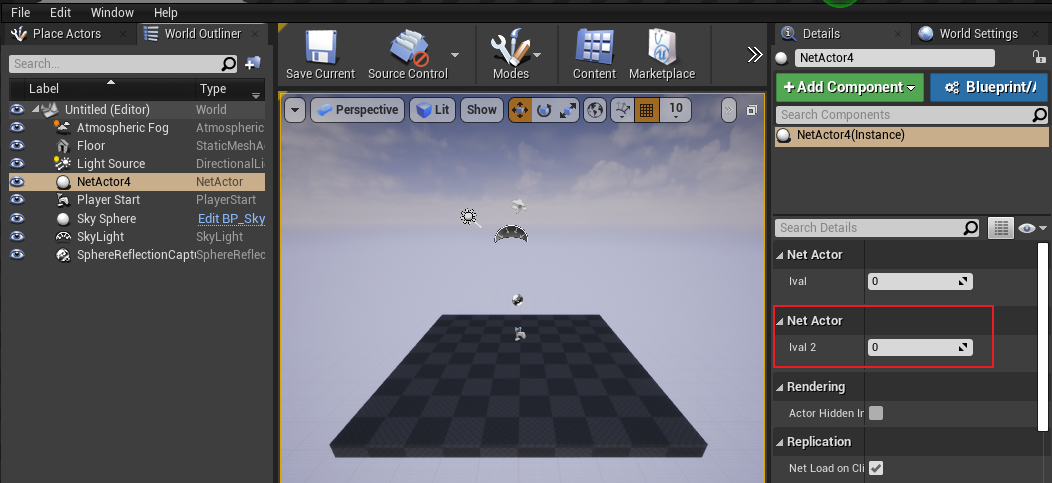 File Edit Window Help
Place Actors
World Outliner
Search...
Label
Type
Untitled (Editor) World
Atmospheric Fog Atmospheric
Floor StaticMeshA
Light Source DirectionalLi
NetActor4 NetActor
Player Start PlayerStart
Sky Sphere Edit BP_Sky
SkyLight SkyLight
SphereReflectionCapt SphereReflec
Save Current
Source Control
Modes
Content
Marketplace
Perspective
Lit
Show
10
Details
World Settings
NetActor4
+Add Component
Blueprint/A
Search Components
NetActor4(Instance)
Search Details
Net Actor
Ival 0
Net Actor
Ival 2 0
Rendering
Actor Hidden In
Replication
Net Load on Cli